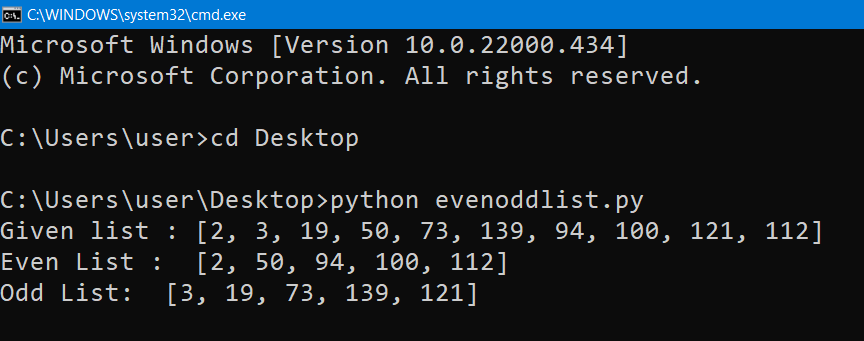 C:\WINDOWS\system32\cmd.exe
Microsoft Windows [Version 10.0.22000.434]
(c) Microsoft Corporation. All rights reserved.
C:\Users\user>cd Desktop
C:\Users\user\Desktop>python evenoddlist.py
Given list : [2, 3, 19, 50, 73, 139, 94, 100, 121, 112]
Even List :  [2, 50, 94, 100, 112]
Odd List:  [3, 19, 73, 139, 121]